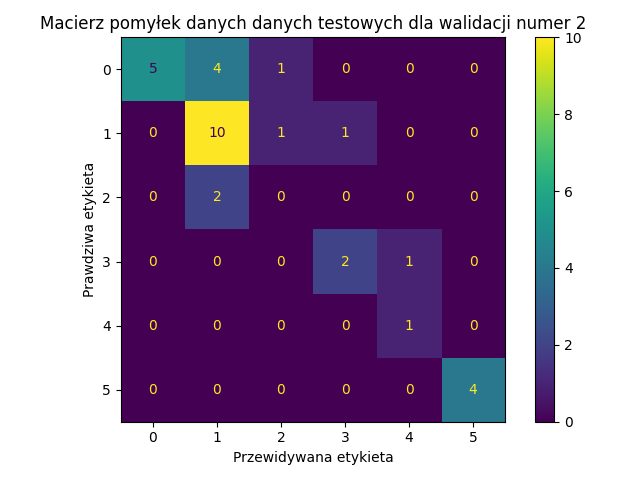 Macierz pomyłek danych danych testowych dla walidacji numer 2
0 5 4 1 0 0 0
1 0 10 1 1 0 0
2 0 2 0 0 0 0
3 0 0 0 2 1 0
4 0 0 0 0 1 0
5 0 0 0 0 0 4
0 1 2 3 4 5
Przewidywana etykieta
Prawdziwa etykieta
10
8
6
4
2
0